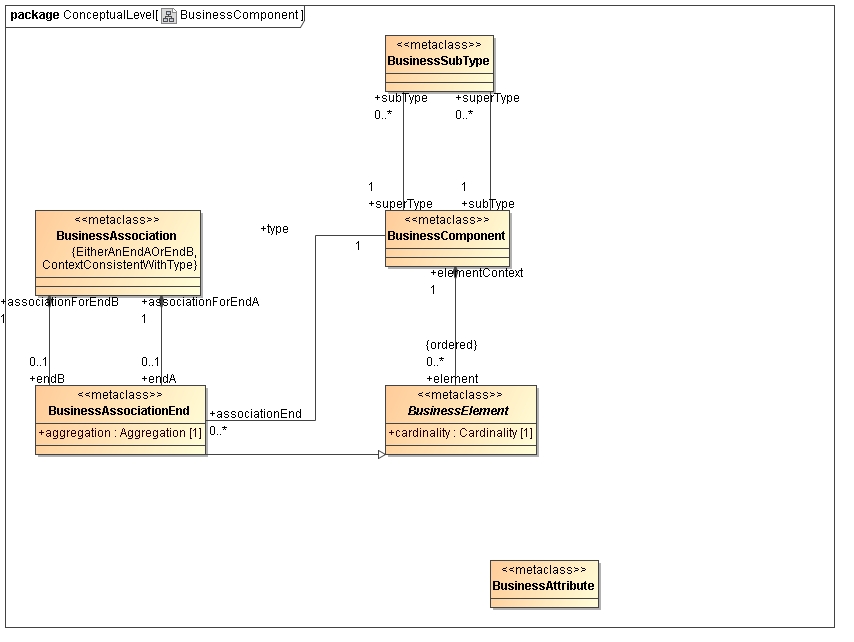 package ConceptualLevel[ BusinessComponent ]
<<metaclass>>
BusinessSubType
+subType +superType
0..* 0..*
1 1
+superType +subType
<<metaclass>>
BusinessAssociation
{EitherAnEndAOrEndB,
ContextConsistentWithType}
+type
1
<<metaclass>>
BusinessComponent
+associationForEndB +associationForEndA
1 1
+elementContext
1
{ordered}
0..*
+element
0..1 0..1
+endB +endA
<<metaclass>>
BusinessAssociationEnd
+aggregation : Aggregation [1]
+associationEnd
0..*
<<metaclass>>
BusinessElement
+cardinality : Cardinality [1]
<<metaclass>>
BusinessAttribute